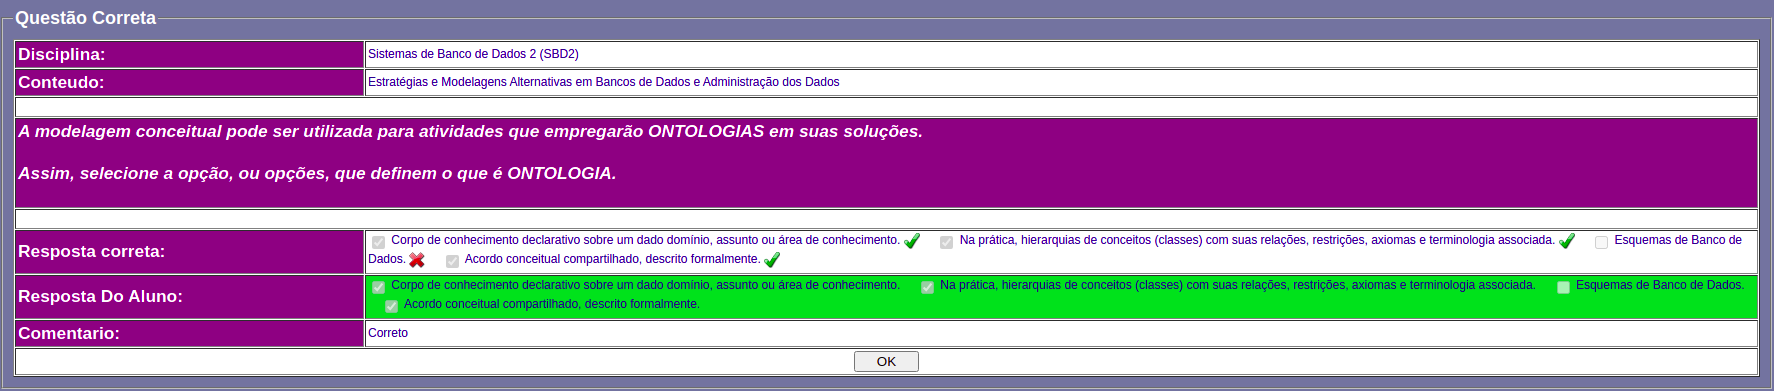 Questão Correta
Disciplina: Sistemas de Banco de Dados 2 (SBD2)
Conteudo: Estratégias e Modelagens Alternativas em Bancos de Dados e Administração dos Dados
A modelagem conceitual pode ser utilizada para atividades que empregarão ONTOLOGIAS em suas soluções.
Assim, selecione a opção, ou opções, que definem o que é ONTOLOGIA.
Resposta correta: Corpo de conhecimento declarativo sobre um dado domínio, assunto ou área de conhecimento. Na prática, hierarquias de conceitos (classes) com suas relações, restrições, axiomas e terminologia associada. Esquemas de Banco de
Dados. Acordo conceitual compartilhado, descrito formalmente.
Resposta Do Aluno: Corpo de conhecimento declarativo sobre um dado domínio, assunto ou área de conhecimento. Na prática, hierarquias de conceitos (classes) com suas relações, restrições, axiomas e terminologia associada. Esquemas de Banco de Dados.
Acordo conceitual compartilhado, descrito formalmente.
Comentario: Correto
OK